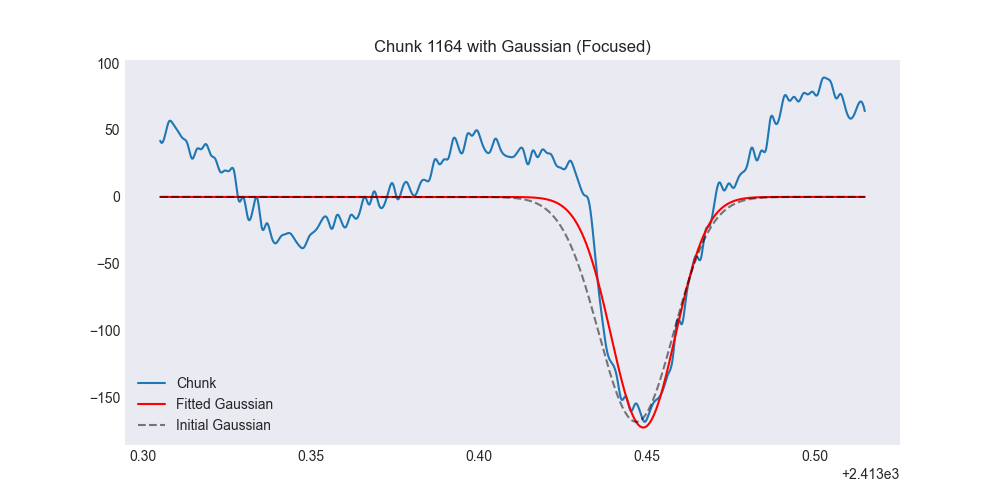 Chunk 1164 with Gaussian (Focused)
100
50
0
−50
−100
−150
Chunk
Fitted Gaussian
Initial Gaussian
0.30 0.35 0.40 0.45 0.50
+2.413e3